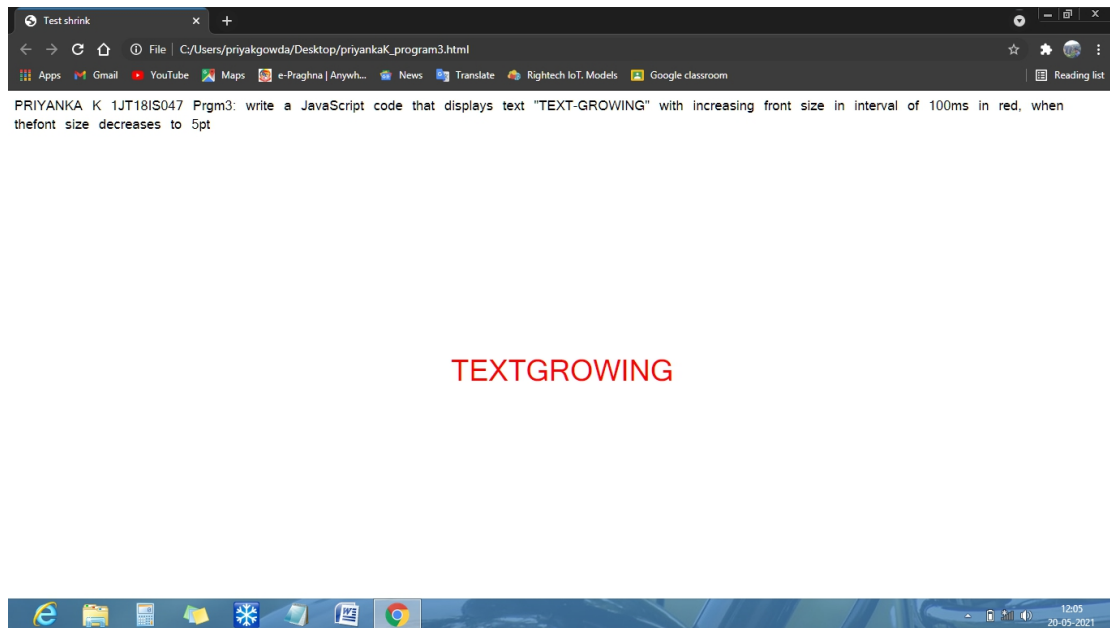 Test shrink
File | C:/Users/priyakgowda/Desktop/priyankaK_program3.html
Apps Gmail YouTube Maps e-Praghna | Anywh... News Translate Rightech IoT. Models Google classroom Reading list
PRIYANKA K 1JT18IS047 Prgm3: write a JavaScript code that displays text "TEXT-GROWING" with increasing front size in interval of 100ms in red, when
thefont size decreases to 5pt
TEXTGROWING
12:05
20-05-2021